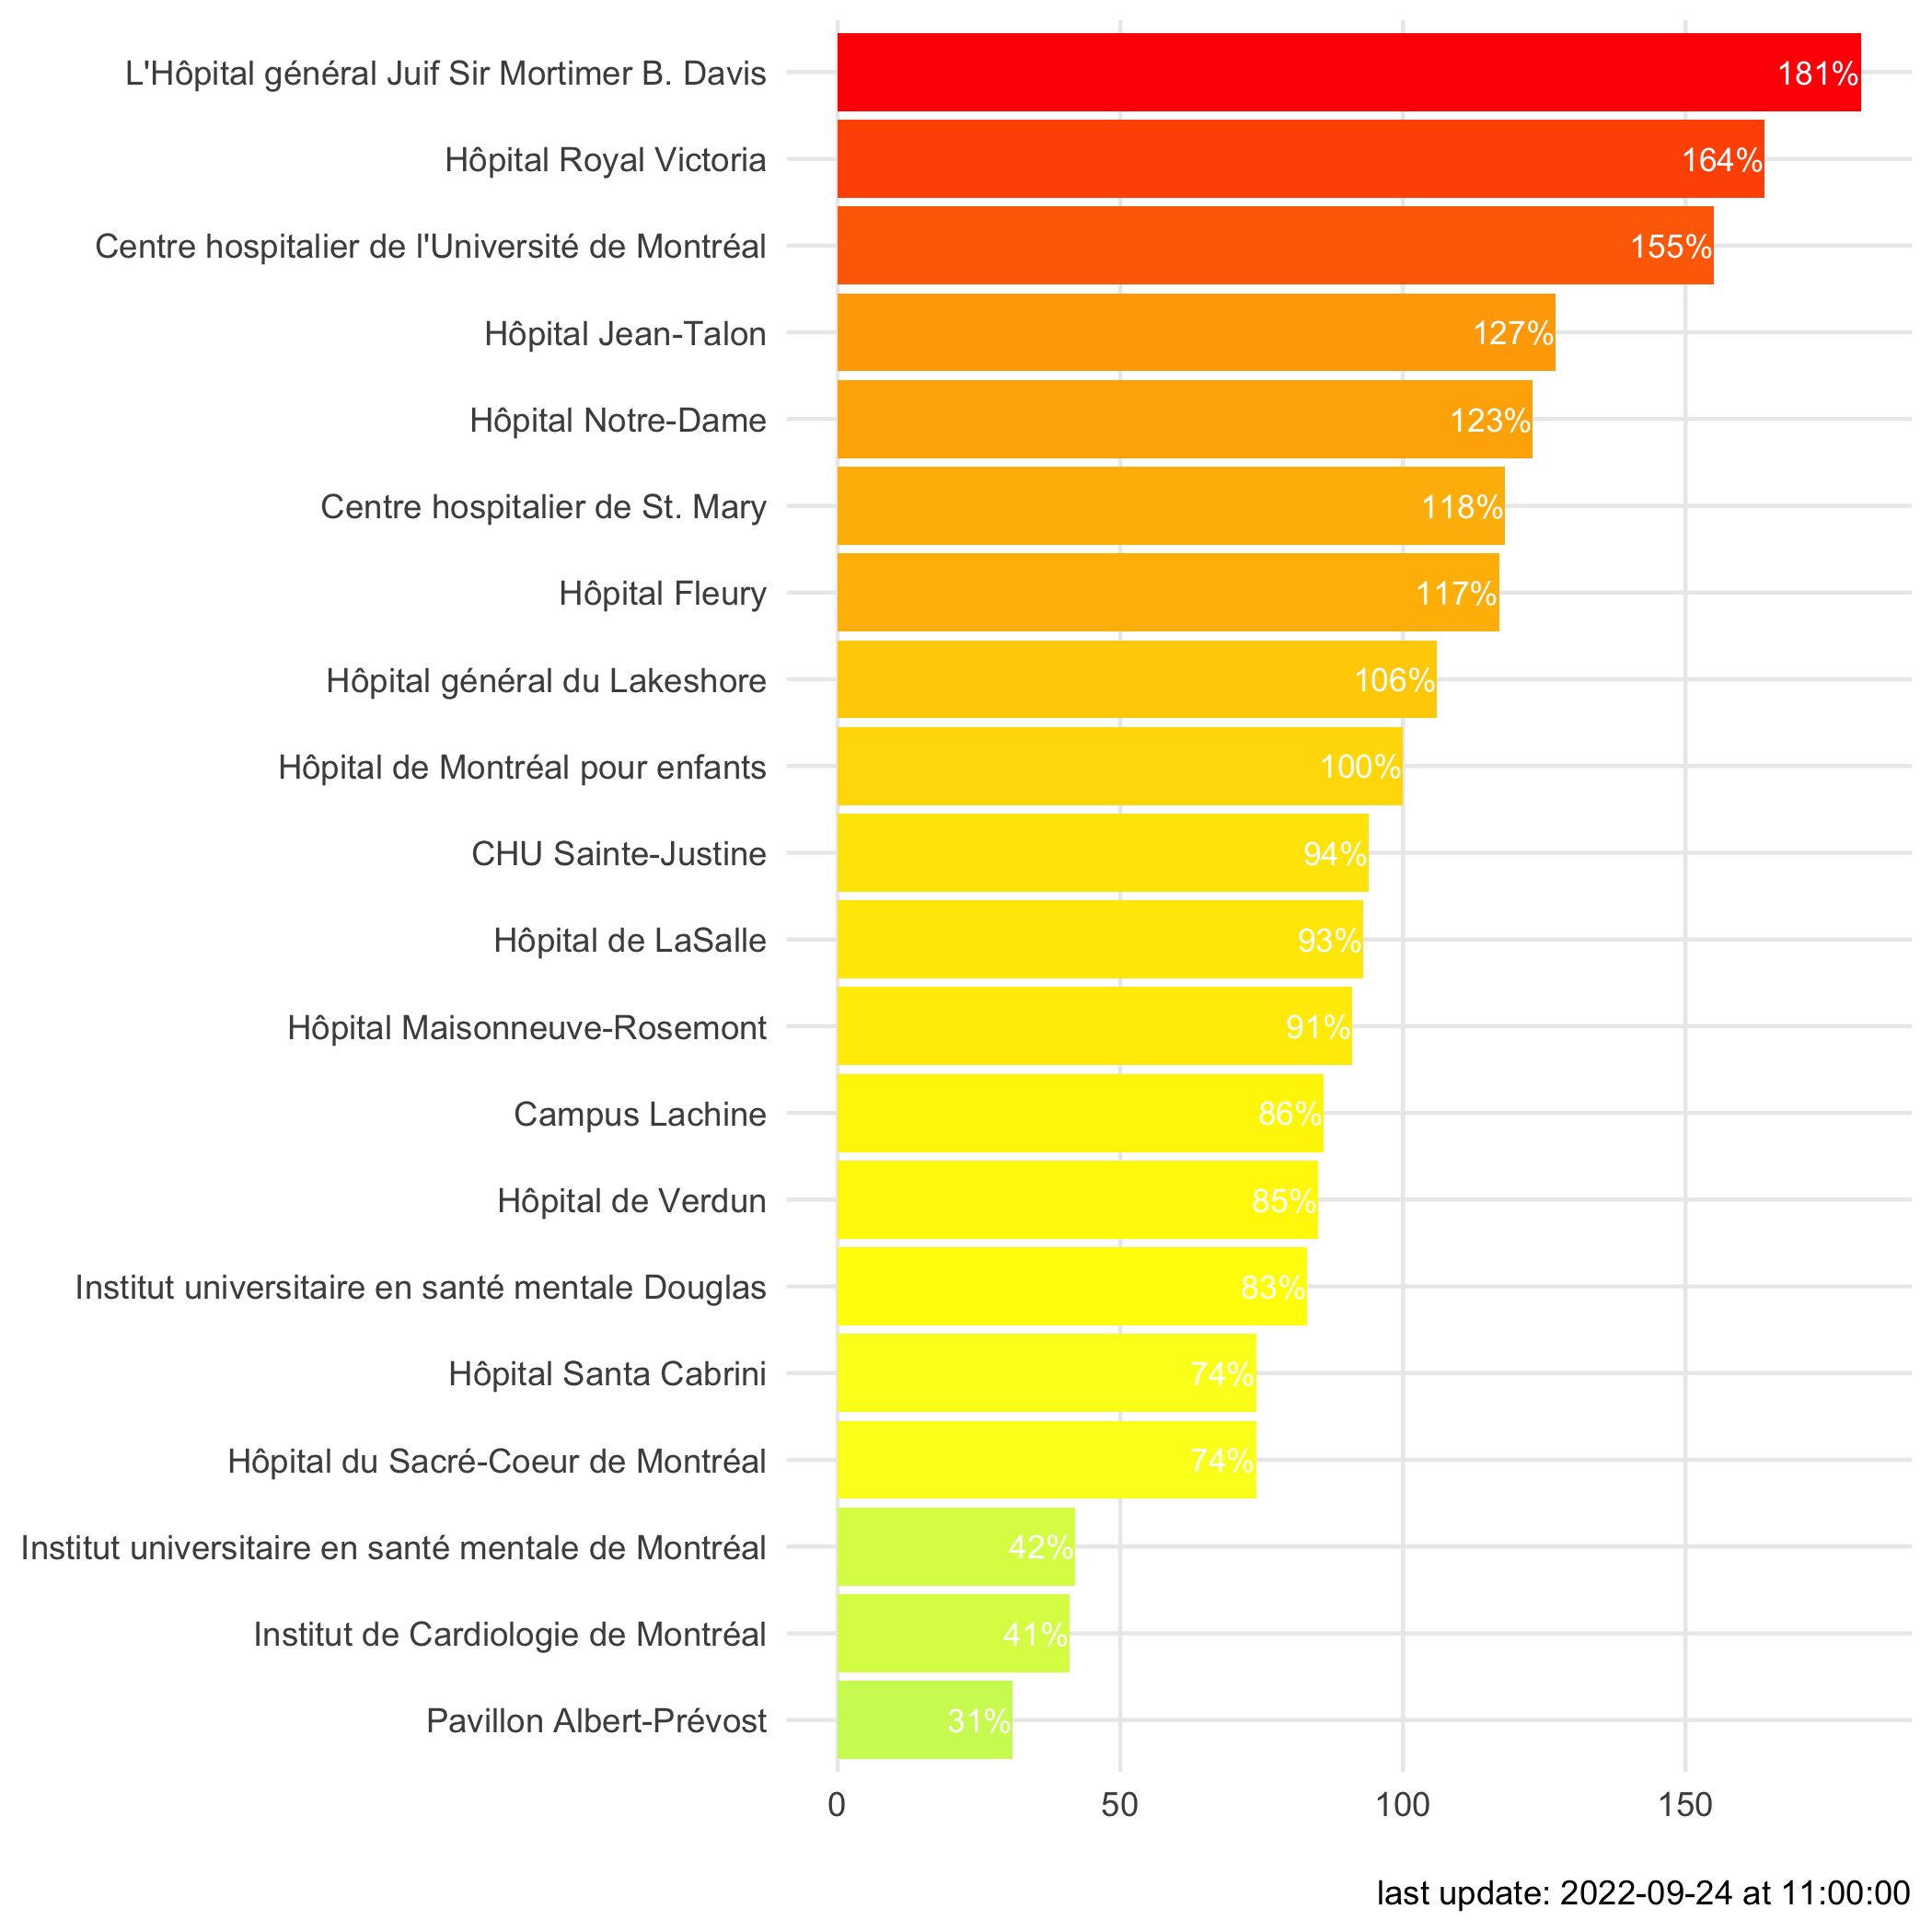 L'Hôpital général Juif Sir Mortimer B. Davis 181%
Hôpital Royal Victoria 164%
Centre hospitalier de l'Université de Montréal 155%
Hôpital Jean-Talon 127%
Hôpital Notre-Dame 123%
Centre hospitalier de St. Mary 118%
Hôpital Fleury 117%
Hôpital général du Lakeshore 106%
Hôpital de Montréal pour enfants 100%
CHU Sainte-Justine 94%
Hôpital de LaSalle 93%
Hôpital Maisonneuve-Rosemont 91%
Campus Lachine 86%
Hôpital de Verdun 85%
Institut universitaire en santé mentale Douglas 83%
Hôpital Santa Cabrini 74%
Hôpital du Sacré-Coeur de Montréal 74%
Institut universitaire en santé mentale de Montréal 42%
Institut de Cardiologie de Montréal 41%
Pavillon Albert-Prévost 31%
0 50 100 150
last update: 2022-09-24 at 11:00:00